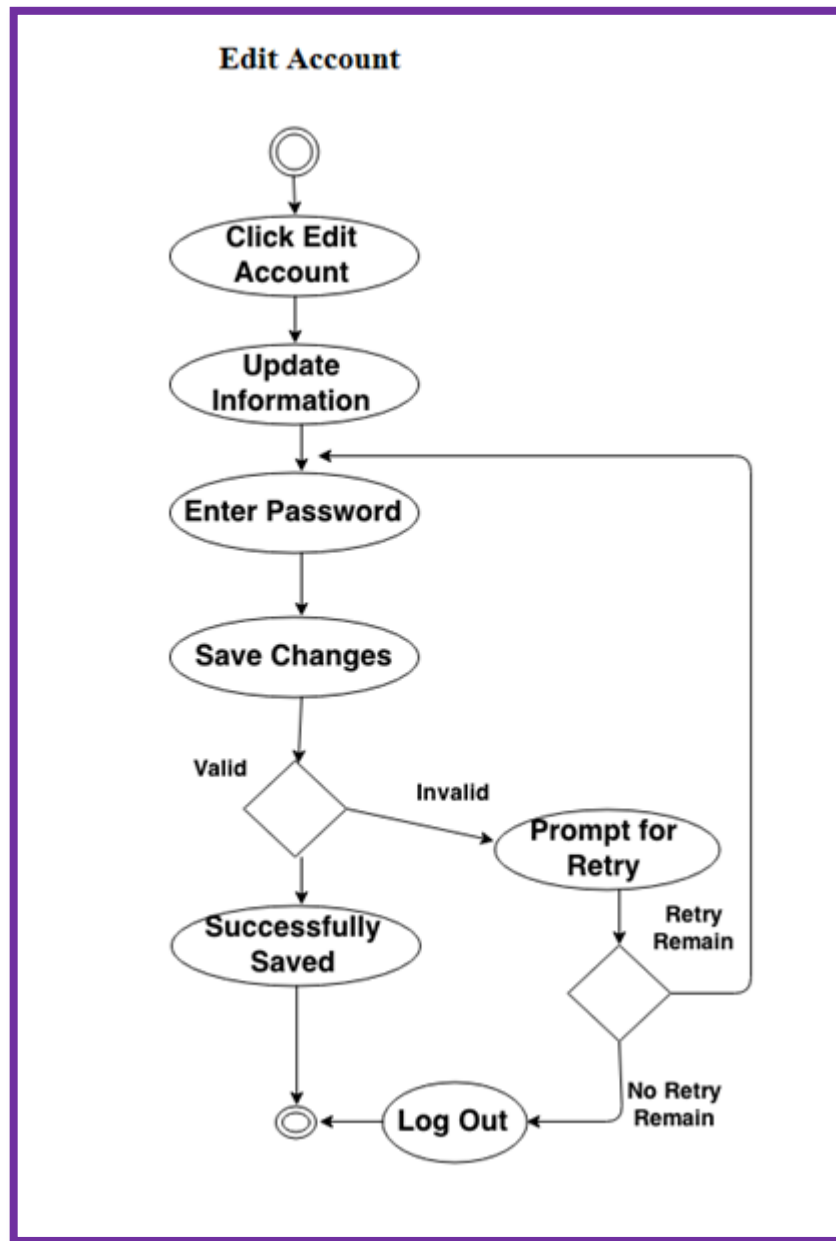 Edit Account
Click Edit
Account
Update
Information
Enter Password
Save Changes
Valid
Invalid
Prompt for
Retry
Successfully
Saved
Retry
Remain
No Retry
Remain
Log Out